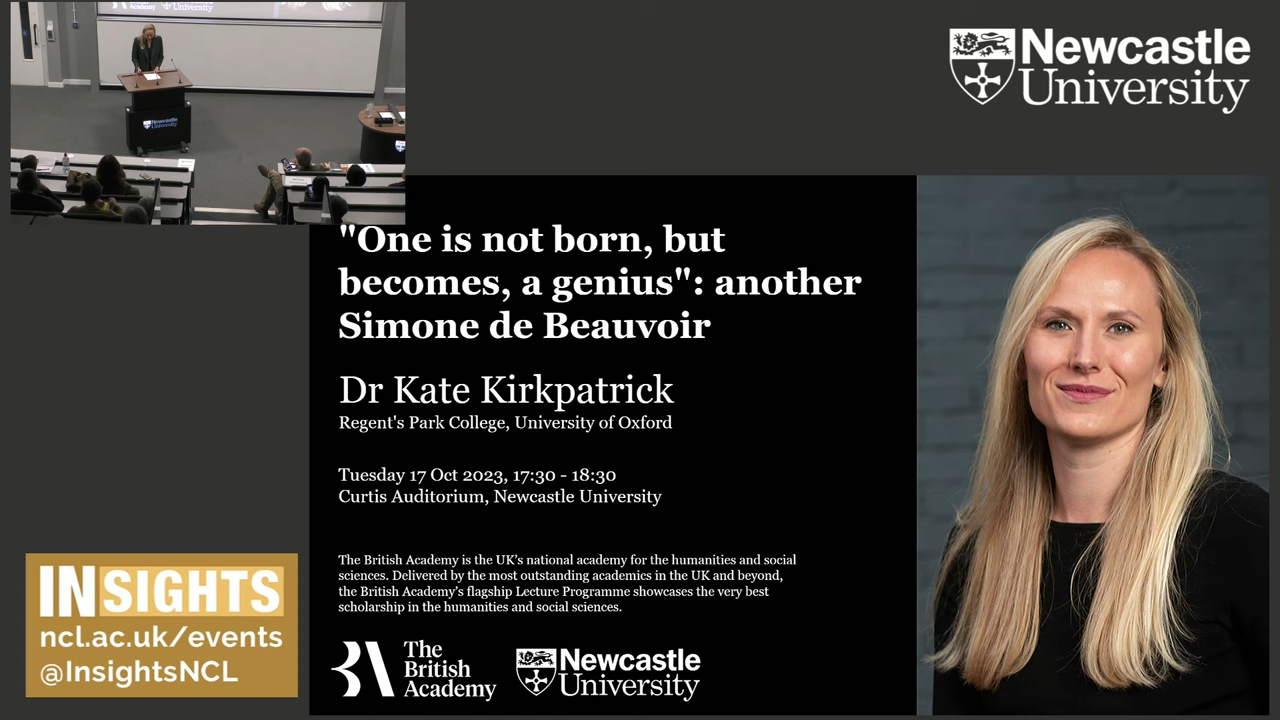 Newcastle
University
Newcastle
University
"One is not born, but
becomes, a genius": another
Simone de Beauvoir
Dr Kate Kirkpatrick
Regent's Park College, University of Oxford
Tuesday 17 Oct 2023, 17:30 - 18:30
Curtis Auditorium, Newcastle University
The British Academy is the UK's national academy for the humanities and social
sciences. Delivered by the most outstanding academics in the UK and beyond,
the British Academy's flagship Lecture Programme showcases the very best
scholarship in the humanities and social sciences.
INSIGHTS
ncl.ac.uk/events
@InsightsNCL
The
British
Academy
Newcastle
University